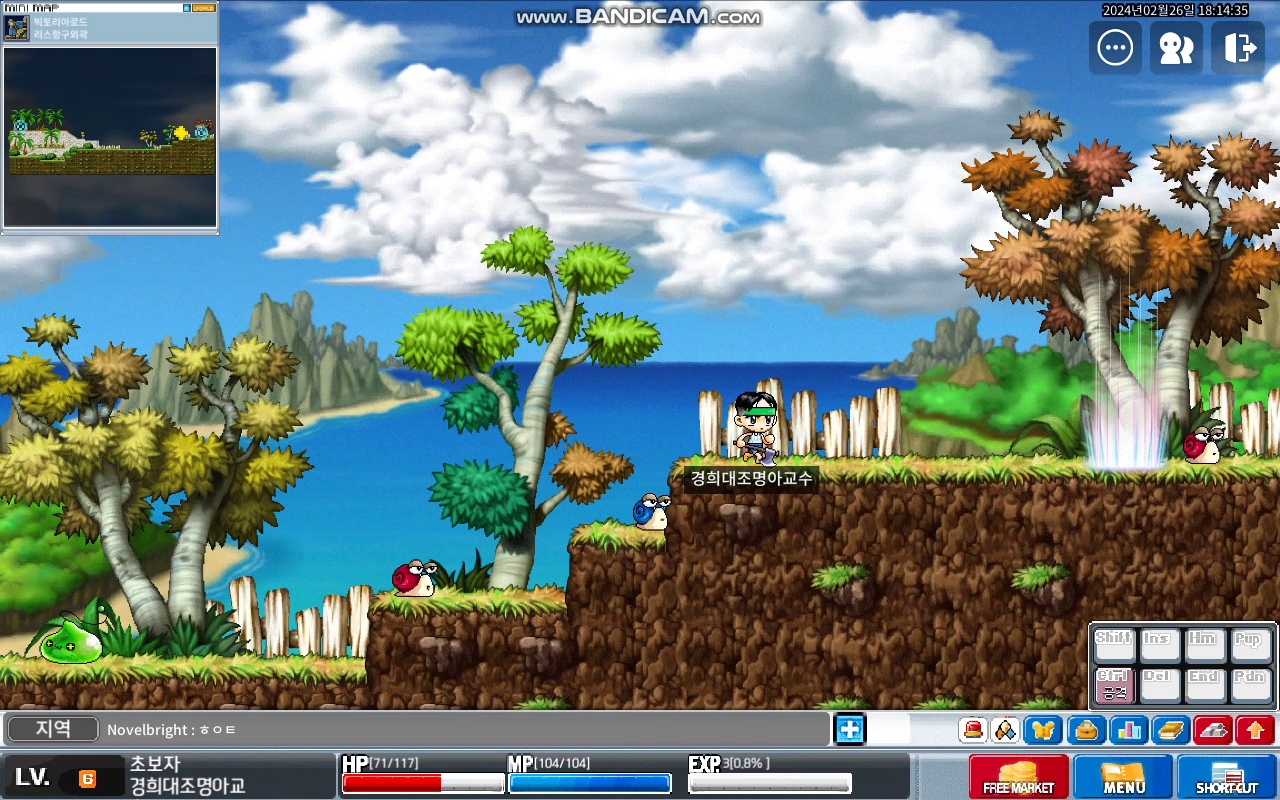 MINI MAP
WORLD
빅토리아로드
리스항구외곽
www.BANDICAM.com
2024년02월26일 18:14:35
경희대조명아교수
Shift Ins Hm Pup
Ctrl Del End Pdn
공격
지역 Novelbright : ㅎㅇㅌ
LV. 6 초보자
경희대조명아교
HP[71/117] MP[104/104] EXP 3[0.8% ]
FREE MARKET MENU SHORTCUT